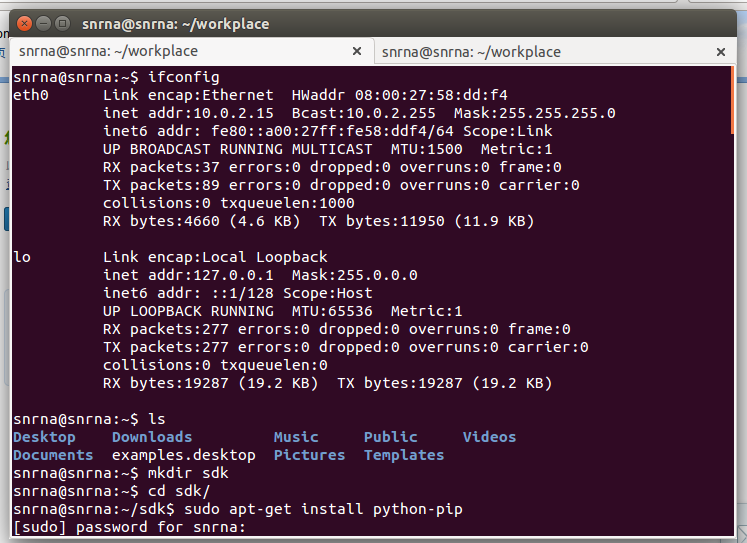 snrna@snrna: ~/workplace
snrna@snrna: ~/workplace
snrna@snrna: ~/workplace
snrna@snrna:~$ ifconfig
eth0      Link encap:Ethernet  HWaddr 08:00:27:58:dd:f4
          inet addr:10.0.2.15  Bcast:10.0.2.255  Mask:255.255.255.0
          inet6 addr: fe80::a00:27ff:fe58:ddf4/64 Scope:Link
          UP BROADCAST RUNNING MULTICAST  MTU:1500  Metric:1
          RX packets:37 errors:0 dropped:0 overruns:0 frame:0
          TX packets:89 errors:0 dropped:0 overruns:0 carrier:0
          collisions:0 txqueuelen:1000
          RX bytes:4660 (4.6 KB)  TX bytes:11950 (11.9 KB)

lo        Link encap:Local Loopback
          inet addr:127.0.0.1  Mask:255.0.0.0
          inet6 addr: ::1/128 Scope:Host
          UP LOOPBACK RUNNING  MTU:65536  Metric:1
          RX packets:277 errors:0 dropped:0 overruns:0 frame:0
          TX packets:277 errors:0 dropped:0 overruns:0 carrier:0
          collisions:0 txqueuelen:0
          RX bytes:19287 (19.2 KB)  TX bytes:19287 (19.2 KB)

snrna@snrna:~$ ls
Desktop    Downloads         Music     Public     Videos
Documents  examples.desktop  Pictures  Templates
snrna@snrna:~$ mkdir sdk
snrna@snrna:~$ cd sdk/
snrna@snrna:~/sdk$ sudo apt-get install python-pip
[sudo] password for snrna: